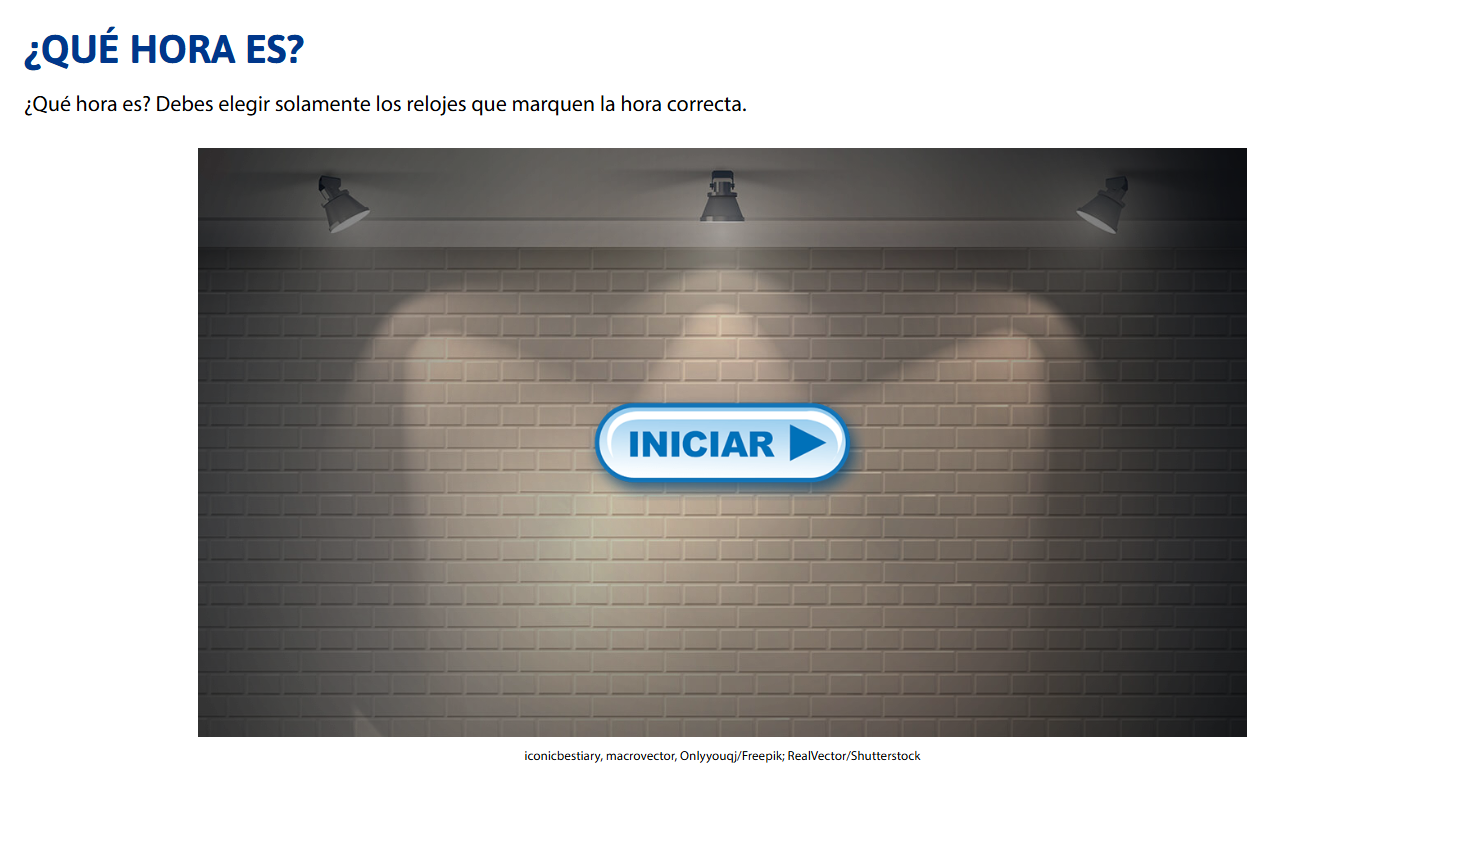 ¿QUÉ HORA ES?
¿Qué hora es? Debes elegir solamente los relojes que marquen la hora correcta.
INICIAR
iconicbestiary, macrovector, Onlyyouqj/Freepik; RealVector/Shutterstock